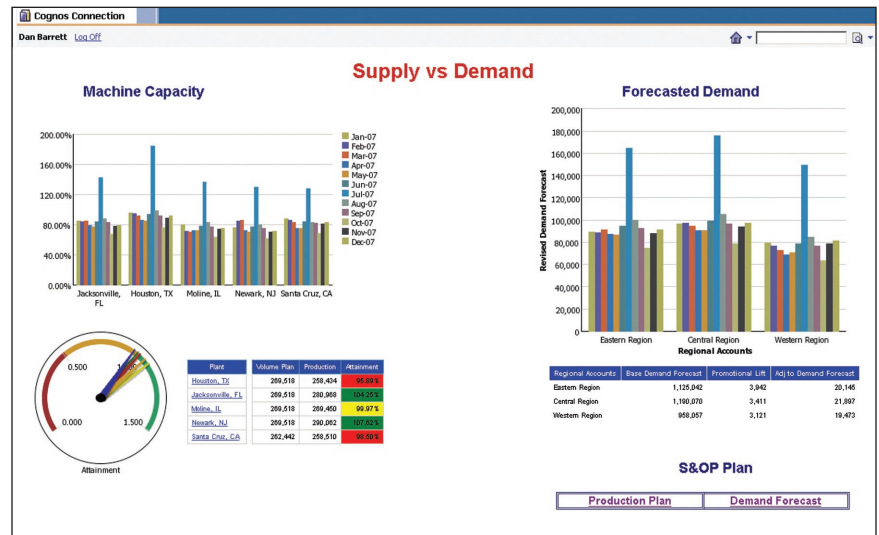 Cognos Connection
Dan Barrett Log Off
Supply vs Demand
Machine Capacity
200.00%
160.00%
120.00%
80.00%
40.00%
0.00%
Jacksonville, FL
Houston, TX
Moline, IL
Newark, NJ
Santa Cruz, CA
Jan-07
Feb-07
Mar-07
Apr-07
May-07
Jun-07
Jul-07
Aug-07
Sep-07
Oct-07
Nov-07
Dec-07
Forecasted Demand
Revised Demand Forecast
200,000
180,000
160,000
140,000
120,000
100,000
80,000
60,000
40,000
20,000
0
Eastern Region
Central Region
Western Region
Regional Accounts
0.500
0.000
1.500
Attainment
Plant Volume Plan Production Attainment
Houston, TX 269,518 258,434 95.89%
Jacksonville, FL 269,518 280,968 104.25%
Moline, IL 269,518 269,450 99.97%
Newark, NJ 269,518 290,062 107.62%
Santa Cruz, CA 262,442 258,510 98.50%
Regional Accounts Base Demand Forecast Promotional Lift Adj to Demand Forecast
Eastern Region 1,125,042 3,942 20,145
Central Region 1,190,070 3,411 21,897
Western Region 958,057 3,121 19,473
S&OP Plan
Production Plan Demand Forecast